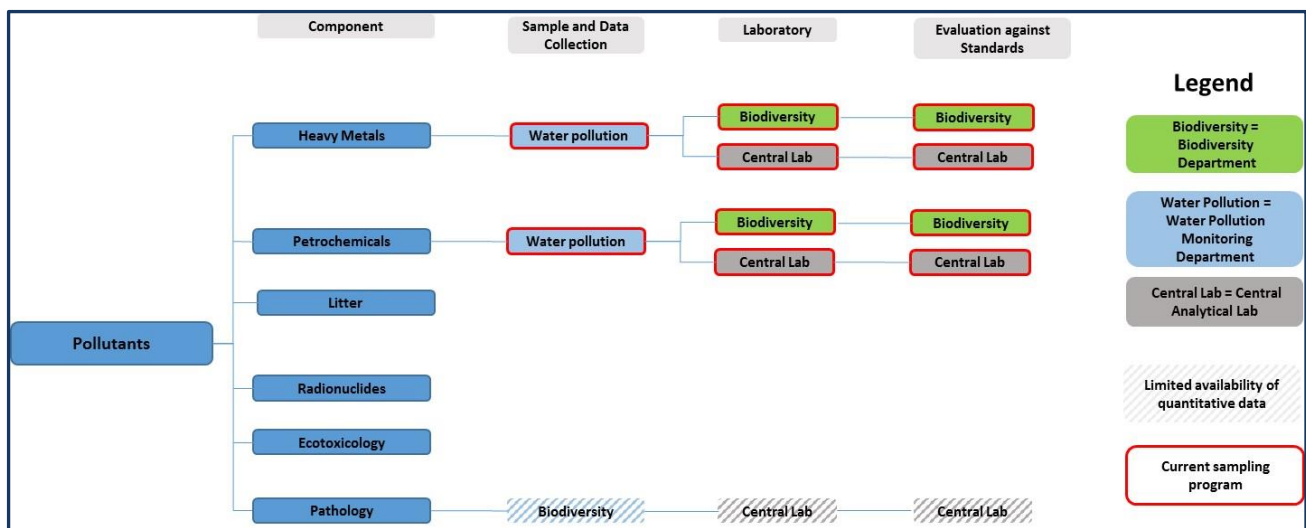 Component
Sample and Data
Collection
Laboratory
Evaluation against
Standards
Legend
Heavy Metals
Water pollution
Biodiversity
Biodiversity
Central Lab
Central Lab
Petrochemicals
Water pollution
Biodiversity
Biodiversity
Central Lab
Central Lab
Litter
Pollutants
Radionuclides
Ecotoxicology
Pathology
Biodiversity
Central Lab
Central Lab
Biodiversity =
Biodiversity
Department
Water Pollution =
Water Pollution
Monitoring
Department
Central Lab = Central
Analytical Lab
Limited availability of
quantitative data
Current sampling
program